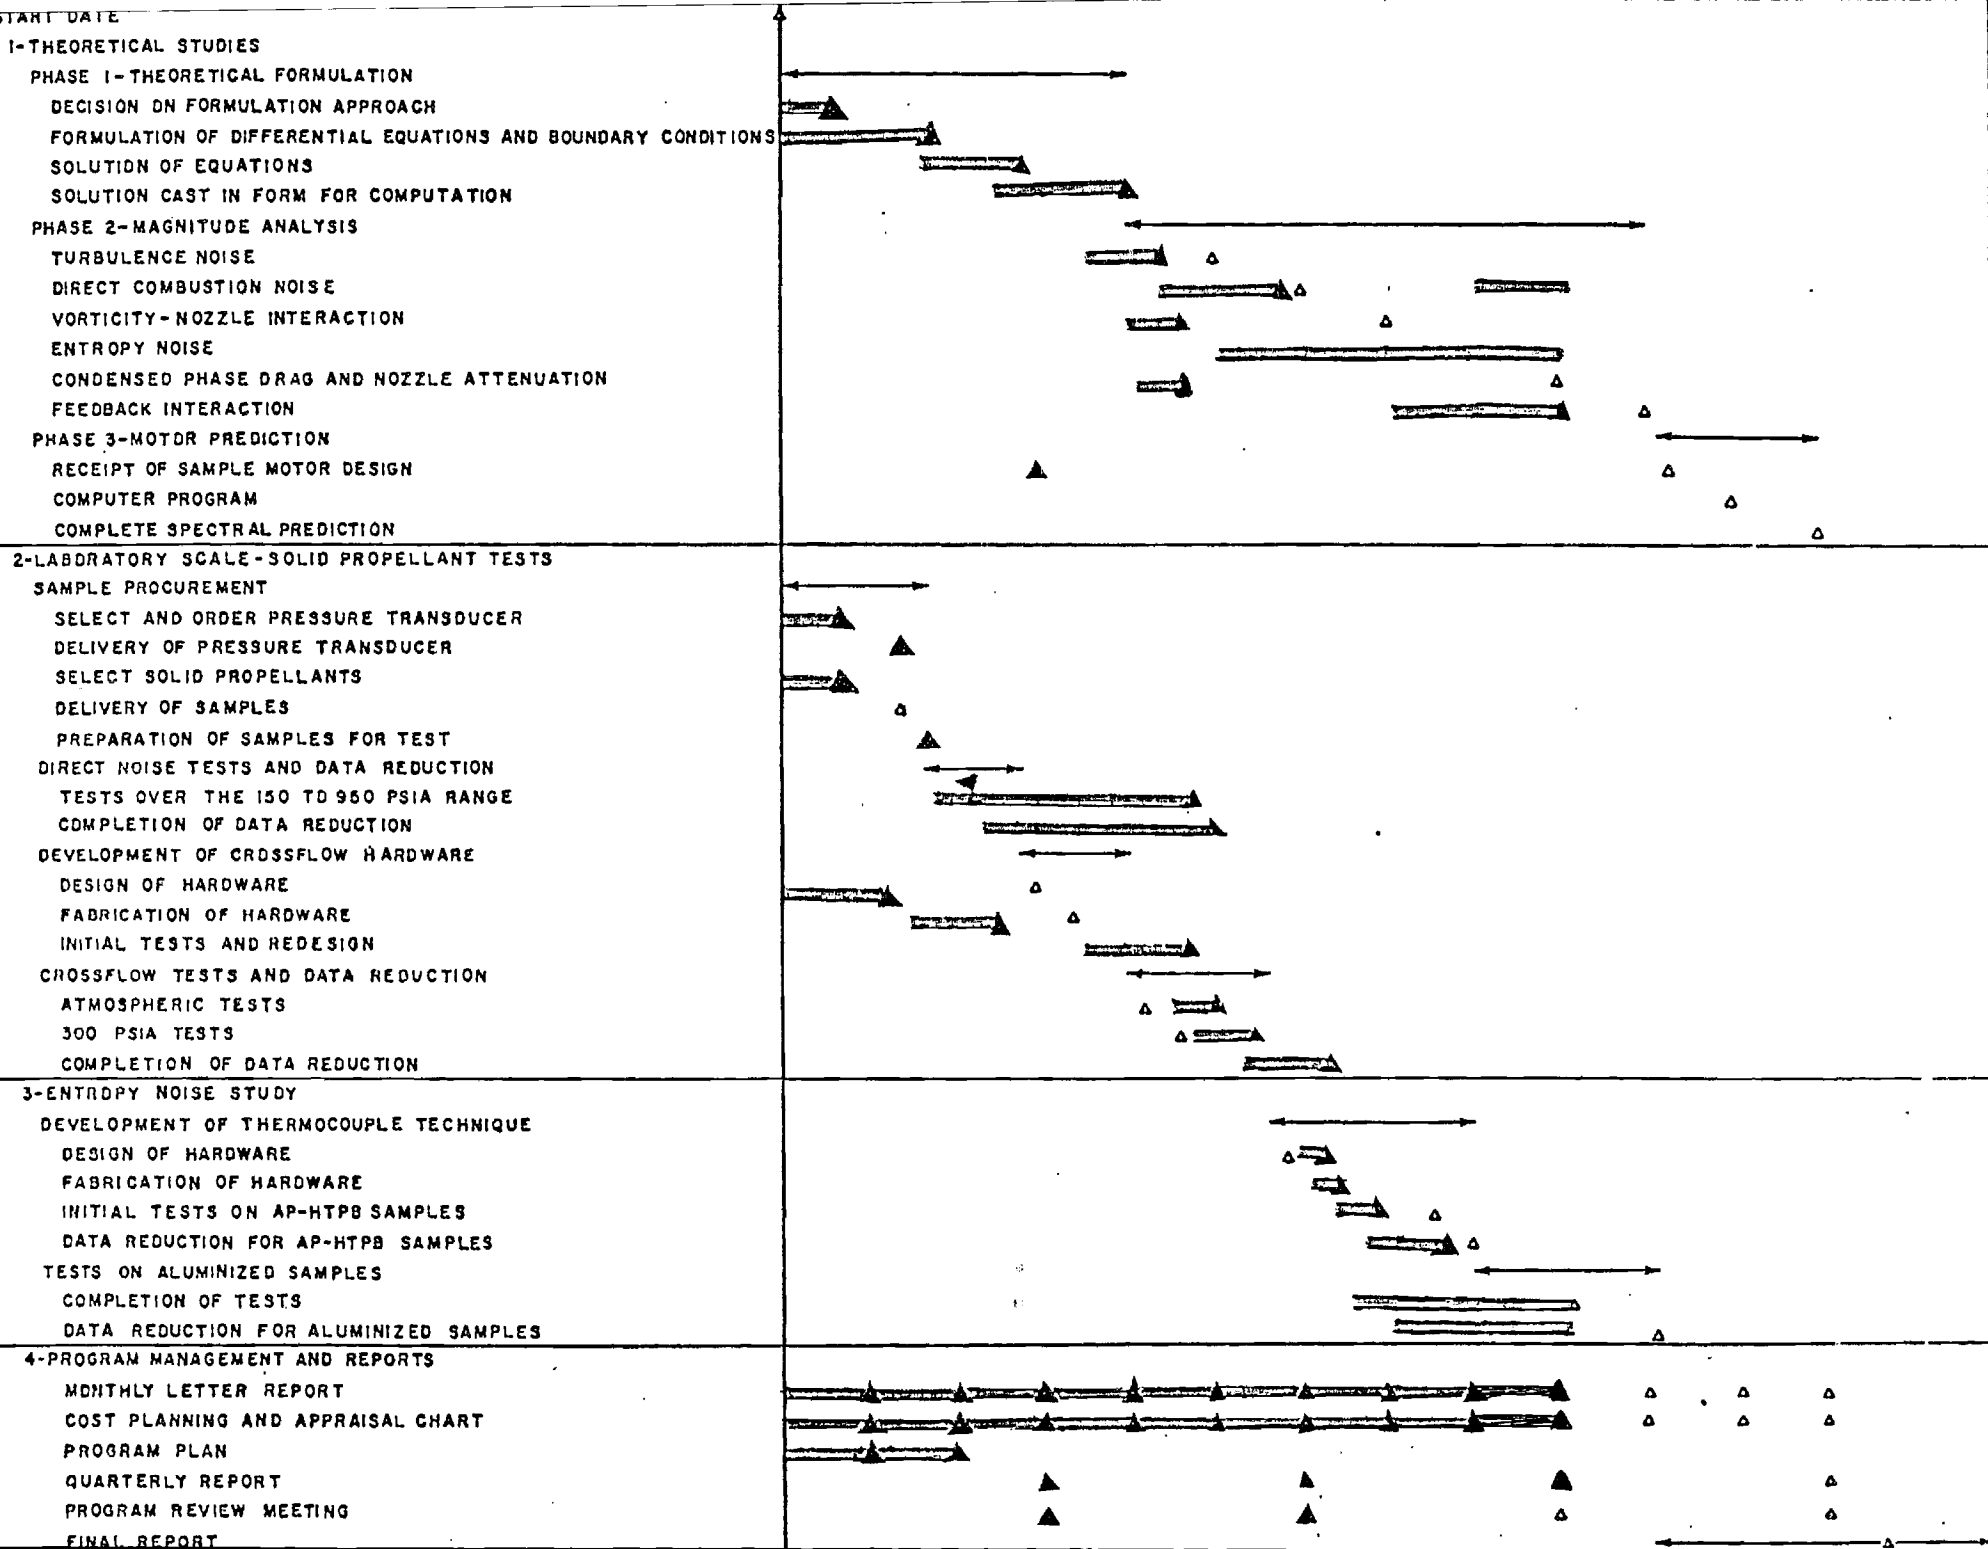 START DATE
1-THEORETICAL STUDIES
PHASE 1-THEORETICAL FORMULATION
DECISION ON FORMULATION APPROACH
FORMULATION OF DIFFERENTIAL EQUATIONS AND BOUNDARY CONDITIONS
SOLUTION OF EQUATIONS
SOLUTION CAST IN FORM FOR COMPUTATION
PHASE 2-MAGNITUDE ANALYSIS
TURBULENCE NOISE
DIRECT COMBUSTION NOISE
VORTICITY-NOZZLE INTERACTION
ENTROPY NOISE
CONDENSED PHASE DRAG AND NOZZLE ATTENUATION
FEEDBACK INTERACTION
PHASE 3-MOTOR PREDICTION
RECEIPT OF SAMPLE MOTOR DESIGN
COMPUTER PROGRAM
COMPLETE SPECTRAL PREDICTION
2-LABORATORY SCALE-SOLID PROPELLANT TESTS
SAMPLE PROCUREMENT
SELECT AND ORDER PRESSURE TRANSDUCER
DELIVERY OF PRESSURE TRANSDUCER
SELECT SOLID PROPELLANTS
DELIVERY OF SAMPLES
PREPARATION OF SAMPLES FOR TEST
DIRECT NOISE TESTS AND DATA REDUCTION
TESTS OVER THE 150 TO 950 PSIA RANGE
COMPLETION OF DATA REDUCTION
DEVELOPMENT OF CROSSFLOW HARDWARE
DESIGN OF HARDWARE
FABRICATION OF HARDWARE
INITIAL TESTS AND REDESIGN
CROSSFLOW TESTS AND DATA REDUCTION
ATMOSPHERIC TESTS
300 PSIA TESTS
COMPLETION OF DATA REDUCTION
3-ENTROPY NOISE STUDY
DEVELOPMENT OF THERMOCOUPLE TECHNIQUE
DESIGN OF HARDWARE
FABRICATION OF HARDWARE
INITIAL TESTS ON AP-HTPB SAMPLES
DATA REDUCTION FOR AP-HTPB SAMPLES
TESTS ON ALUMINIZED SAMPLES
COMPLETION OF TESTS
DATA REDUCTION FOR ALUMINIZED SAMPLES
4-PROGRAM MANAGEMENT AND REPORTS
MONTHLY LETTER REPORT
COST PLANNING AND APPRAISAL CHART
PROGRAM PLAN
QUARTERLY REPORT
PROGRAM REVIEW MEETING
FINAL REPORT